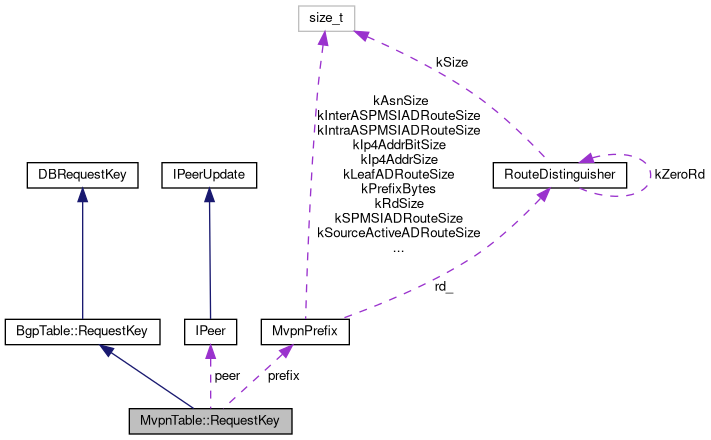 size_t
kSize
kAsnSize
kInterASPMSIADRouteSize
kIntraASPMSIADRouteSize
kIp4AddrBitSize
kIp4AddrSize
kLeafADRouteSize
kPrefixBytes
kRdSize
kSPMSIADRouteSize
kSourceActiveADRouteSize
...
DBRequestKey
IPeerUpdate
RouteDistinguisher
kZeroRd
rd_
BgpTable::RequestKey
IPeer
MvpnPrefix
peer
prefix
MvpnTable::RequestKey